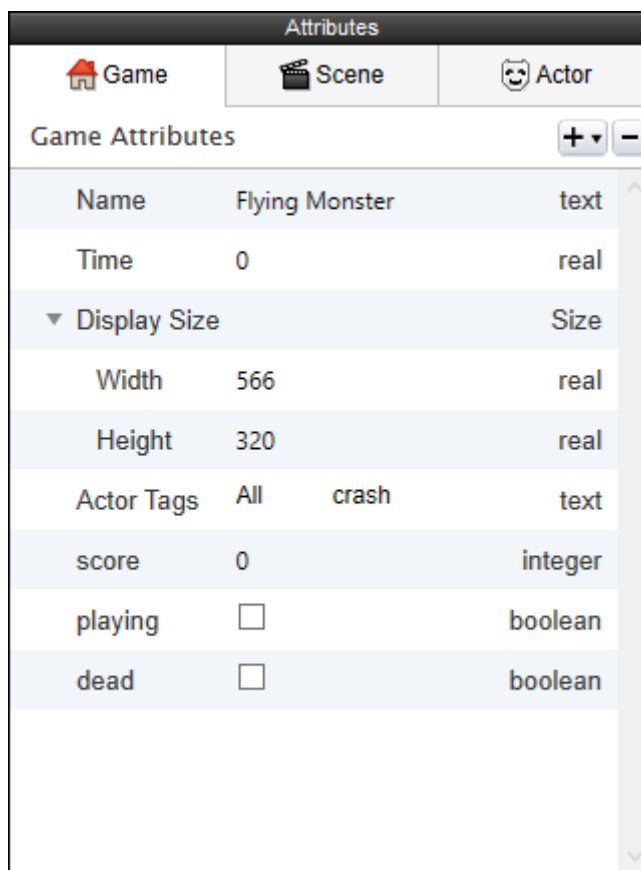 Attributes
Game Scene Actor
Game Attributes
Name Flying Monster text
Time 0 real
Display Size Size
Width 566 real
Height 320 real
Actor Tags All crash text
score 0 integer
playing boolean
dead boolean